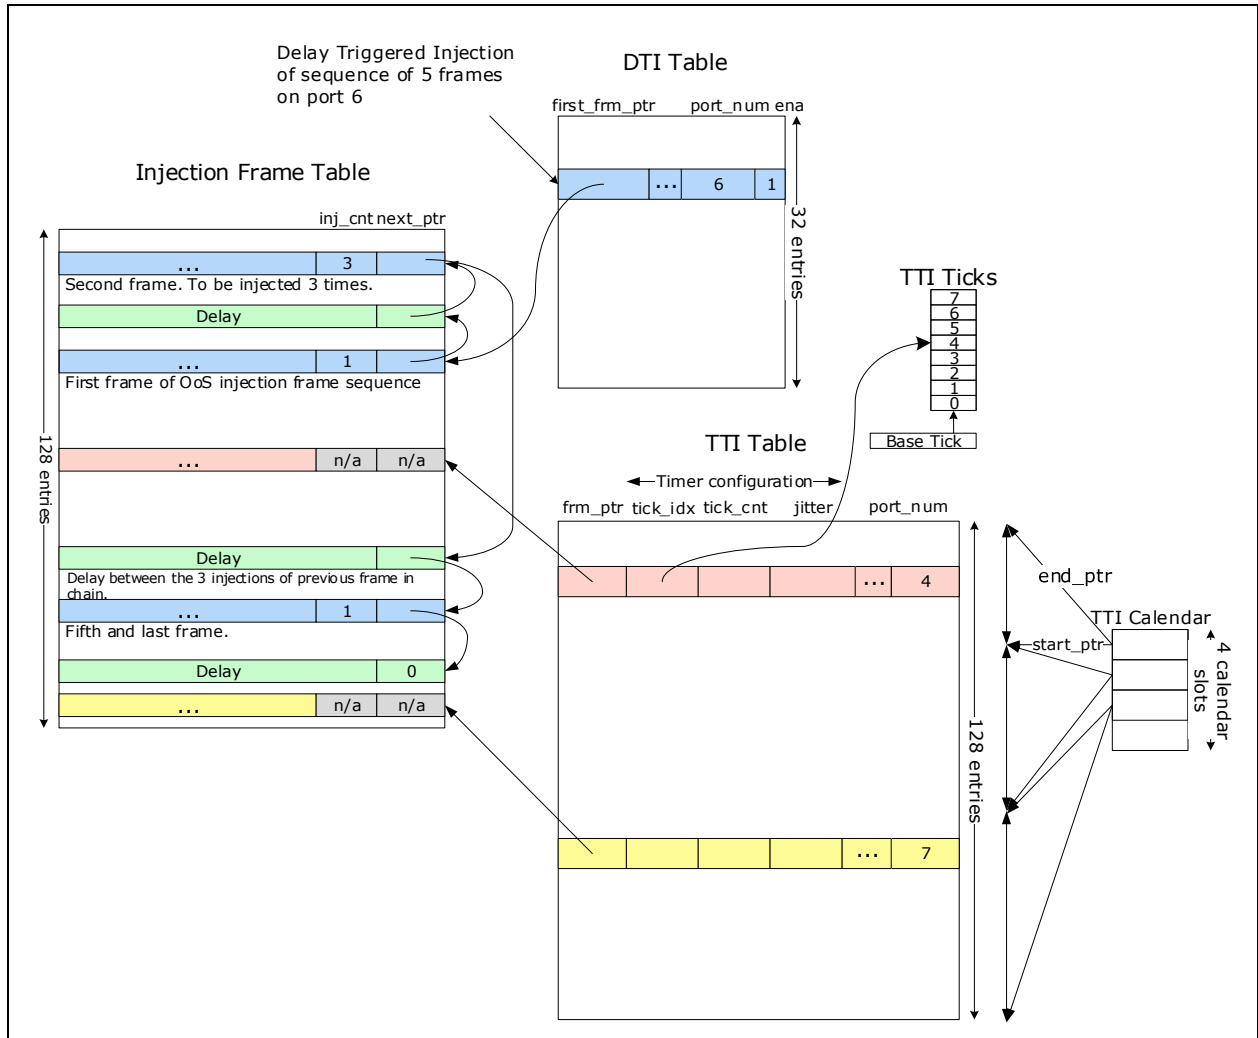 Delay Triggered Injection
of sequence of 5 frames
on port 6
DTI Table
first_frm_ptr port_num ena
... 6 1
32 entries
Injection Frame Table
inj_cnt next_ptr
... 3
Second frame. To be injected 3 times.
Delay
... 1
First frame of OoS injection frame sequence
... n/a n/a
Delay
Delay between the 3 injections of previous frame in
chain.
... 1
Fifth and last frame.
Delay 0
... n/a n/a
128 entries
TTI Ticks
7
6
5
4
3
2
1
0
Base Tick
TTI Table
Timer configuration
frm_ptr tick_idx tick_cnt jitter port_num
... 4
... 7
128 entries
end_ptr
TTI Calendar
start_ptr
4 calendar
slots